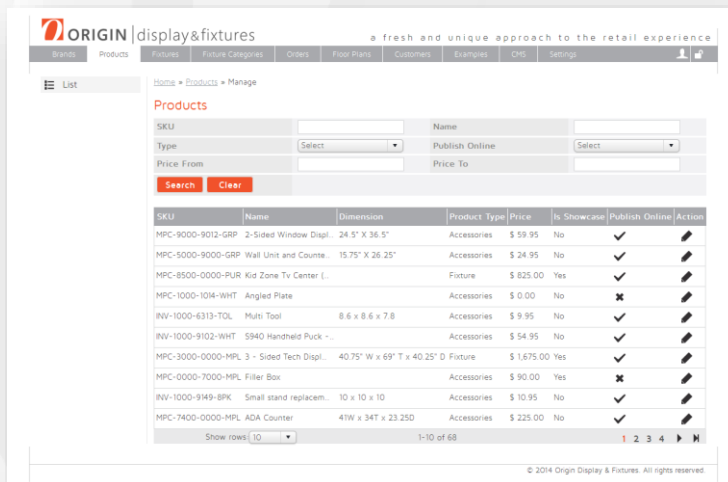 ORIGIN display&fixtures
a fresh and unique approach to the retail experience
Brands Products Fixtures Fixture Categories Orders Floor Plans Customers Examples CMS Settings
List
Home » Products » Manage
Products
SKU Name
Type Select Publish Online Select
Price From Price To
Search Clear
SKU Name Dimension Product Type Price Is Showcase Publish Online Action
MPC-9000-9012-GRP 2-Sided Window Displ.. 24.5" X 36.5" Accessories $ 59.95 No
MPC-5000-9000-GRP Wall Unit and Counte.. 15.75" X 26.25" Accessories $ 24.95 No
MPC-8500-0000-PUR Kid Zone Tv Center (.. Fixture $ 825.00 Yes
MPC-1000-1014-WHT Angled Plate Accessories $ 0.00 No
INV-1000-6313-TOL Multi Tool 8.6 x 8.6 x 7.8 Accessories $ 9.95 No
INV-1000-9102-WHT S940 Handheld Puck -.. Accessories $ 54.95 No
MPC-3000-0000-MPL 3 - Sided Tech Displ.. 40.75" W x 69" T x 40.25" D Fixture $ 1,675.00 Yes
MPC-0000-7000-MPL Filler Box Accessories $ 90.00 Yes
INV-1000-9149-BPK Small stand replacem.. 10 x 10 x 10 Accessories $ 10.95 No
MPC-7400-0000-MPL ADA Counter 41W x 34T x 23.25D Accessories $ 225.00 No
Show rows: 10 1-10 of 68 1 2 3 4
© 2014 Origin Display & Fixtures. All rights reserved.